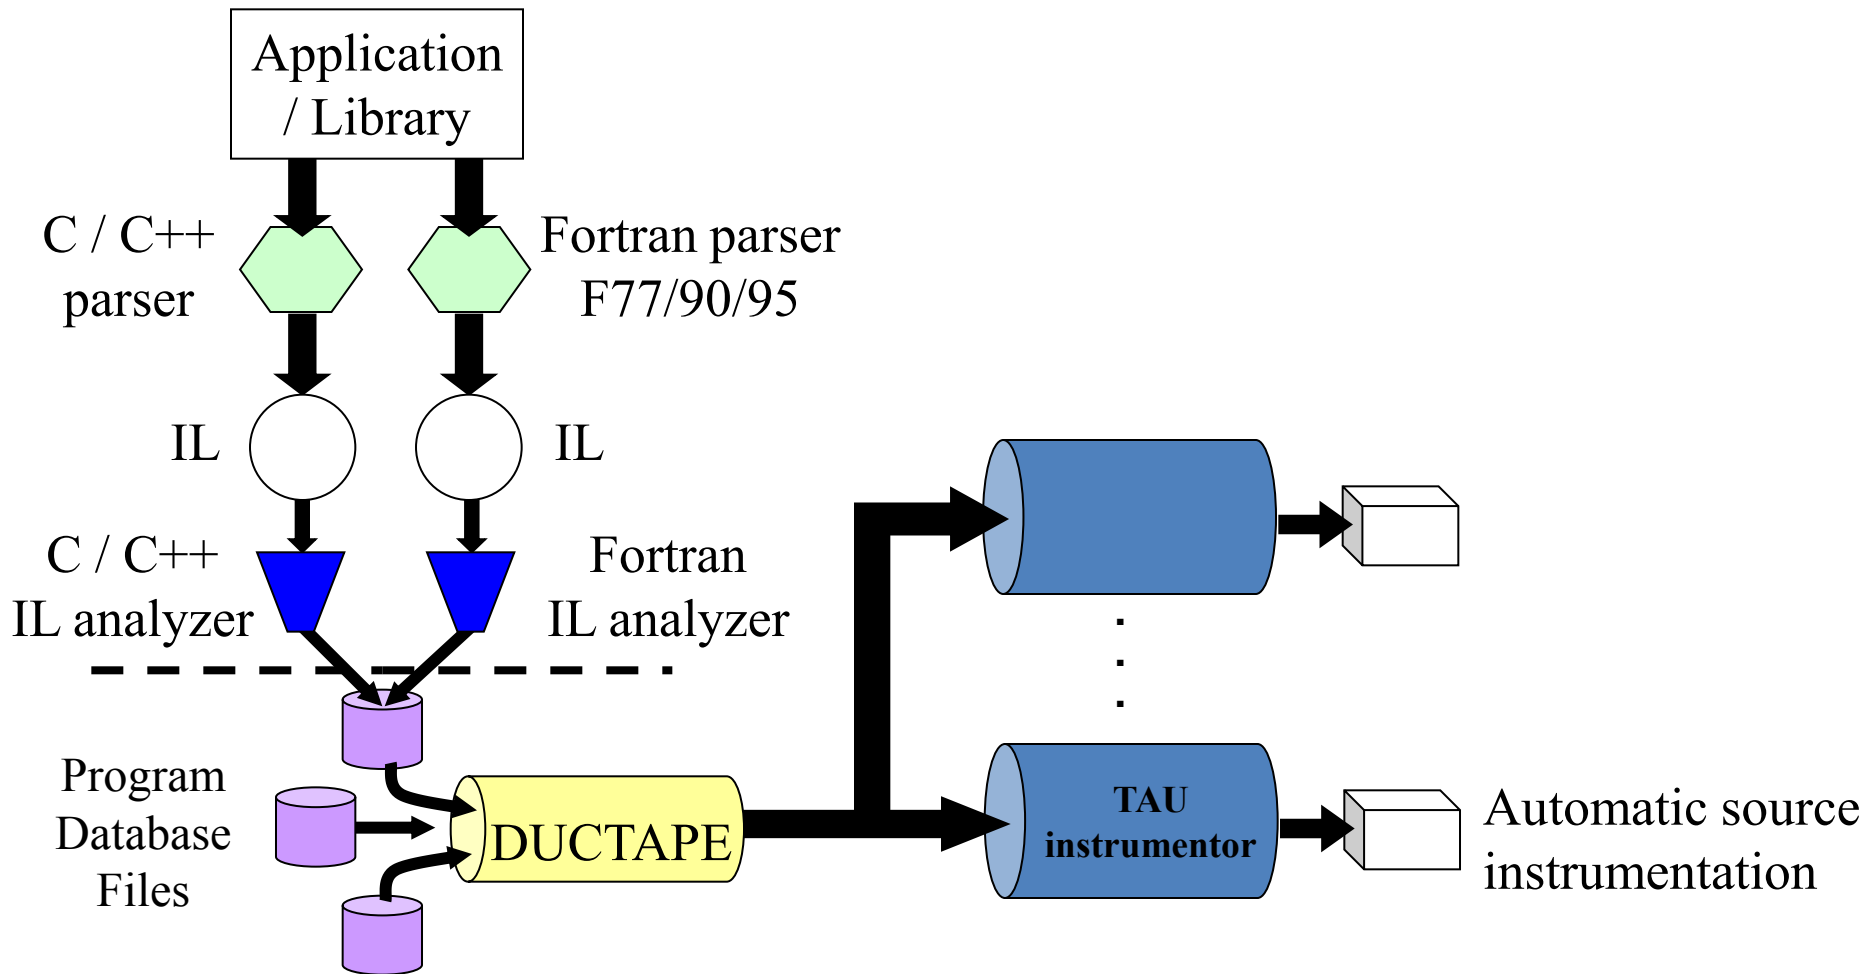 Application
/ Library
C / C++
parser
Fortran parser
F77/90/95
IL
IL
C / C++
IL analyzer
Fortran
IL analyzer
Program
Database
Files
DUCTAPE
TAU
instrumentor
Automatic source
instrumentation